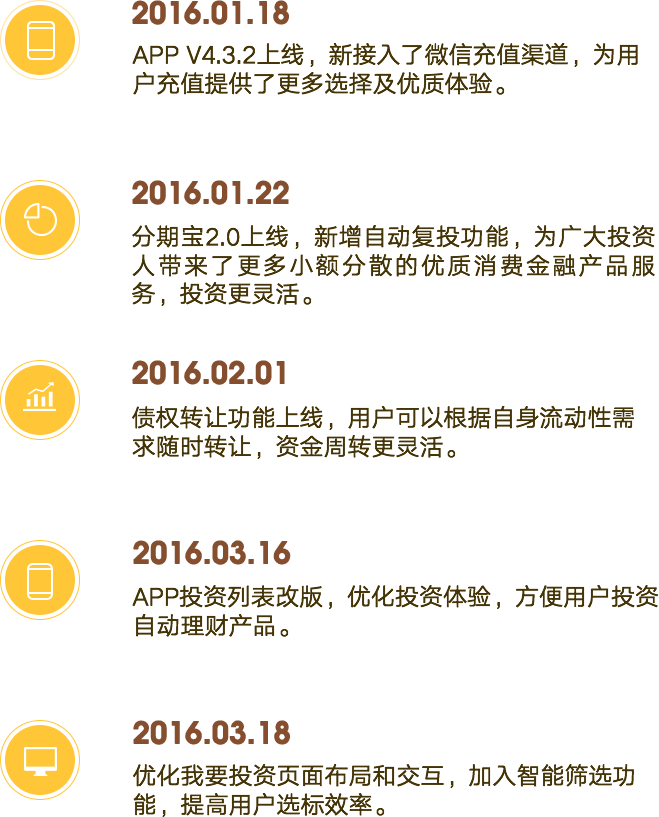 2016.01.18
APP V4.3.2上线，新接入了微信充值渠道，为用
户充值提供了更多选择及优质体验。
2016.01.22
分期宝2.0上线，新增自动复投功能，为广大投资
人带来了更多小额分散的优质消费金融产品服
务，投资更灵活。
2016.02.01
债权转让功能上线，用户可以根据自身流动性需
求随时转让，资金周转更灵活。
2016.03.16
APP投资列表改版，优化投资体验，方便用户投资
自动理财产品。
2016.03.18
优化我要投资页面布局和交互，加入智能筛选功
能，提高用户选标效率。